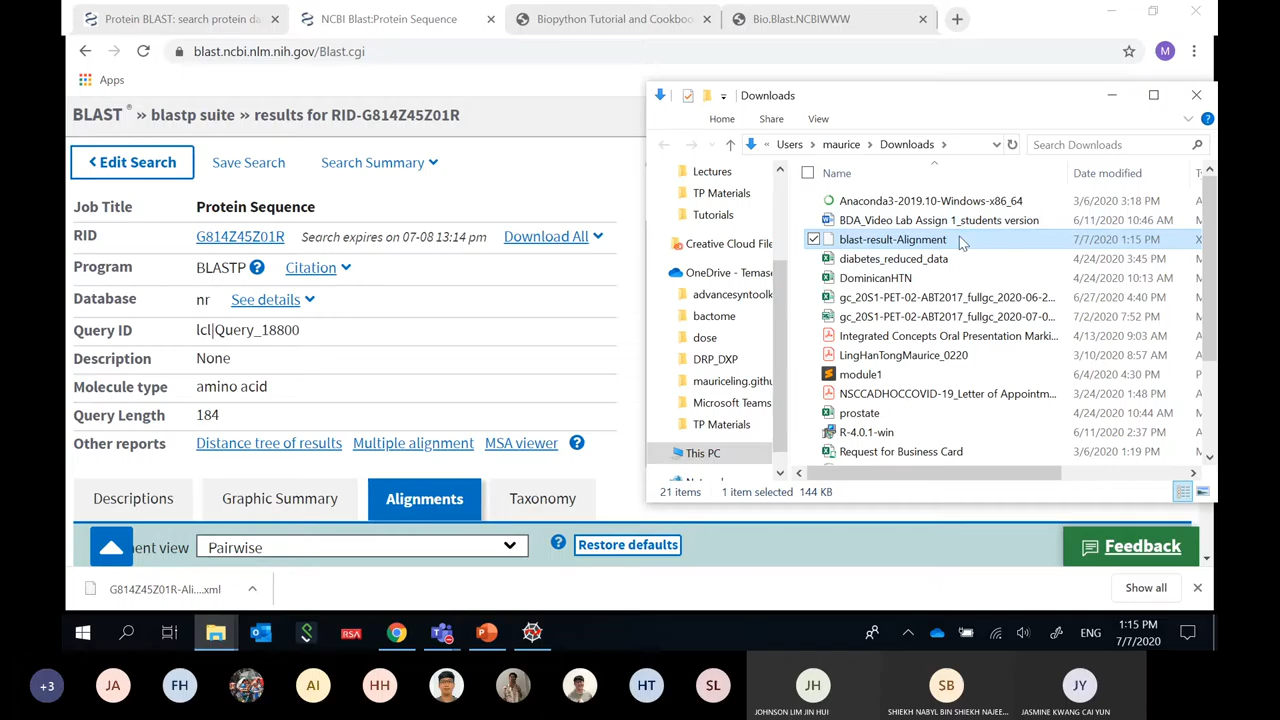 Protein BLAST: search protein da
NCBI Blast:Protein Sequence
Biopython Tutorial and Cookboo
Bio.Blast.NCBIWWW
blast.ncbi.nlm.nih.gov/Blast.cgi
M
Apps
BLAST ® » blastp suite » results for RID-G814Z45Z01R
Edit Search
Save Search
Search Summary
Job Title
Protein Sequence
RID
G814Z45Z01R
Search expires on 07-08 13:14 pm
Download All
Program
BLASTP
Citation
Database
nr
See details
Query ID
lcl|Query_18800
Description
None
Molecule type
amino acid
Query Length
184
Other reports
Distance tree of results
Multiple alignment
MSA viewer
Descriptions
Graphic Summary
Alignments
Taxonomy
ent view
Pairwise
Restore defaults
Feedback
Downloads
Home
Share
View
« Users > maurice > Downloads >
Search Downloads
Lectures
TP Materials
Tutorials
Creative Cloud File
OneDrive - Temase
advancesyntoolk
bactome
dose
DRP_DXP
mauriceling.githu
Microsoft Teams
TP Materials
This PC
Name
Date modified
Anaconda3-2019.10-Windows-x86_64
3/6/2020 3:18 PM
BDA_Video Lab Assign 1_students version
6/11/2020 10:46 AM
blast-result-Alignment
7/7/2020 1:15 PM
diabetes_reduced_data
4/24/2020 3:45 PM
DominicanHTN
4/24/2020 10:13 AM
gc_20S1-PET-02-ABT2017_fullgc_2020-06-2...
6/27/2020 4:40 PM
gc_20S1-PET-02-ABT2017_fullgc_2020-07-0...
7/2/2020 7:52 PM
Integrated Concepts Oral Presentation Marki...
4/13/2020 9:03 AM
LingHanTongMaurice_0220
3/10/2020 8:57 AM
module1
6/4/2020 4:30 PM
NSCCADHOCCOVID-19_Letter of Appointm...
3/24/2020 1:48 PM
prostate
4/24/2020 10:44 AM
R-4.0.1-win
6/11/2020 2:37 PM
Request for Business Card
3/6/2020 1:19 PM
21 items
1 item selected 144 KB
G814Z45Z01R-Ali....xml
Show all
RSA
ENG
1:15 PM
7/7/2020
+3
JA
FH
AI
HH
HT
SL
JH
JOHNSON LIM JIN HUI
SB
SHIEKH NABYL BIN SHIEKH NAJEE...
JY
JASMINE KWANG CAI YUN